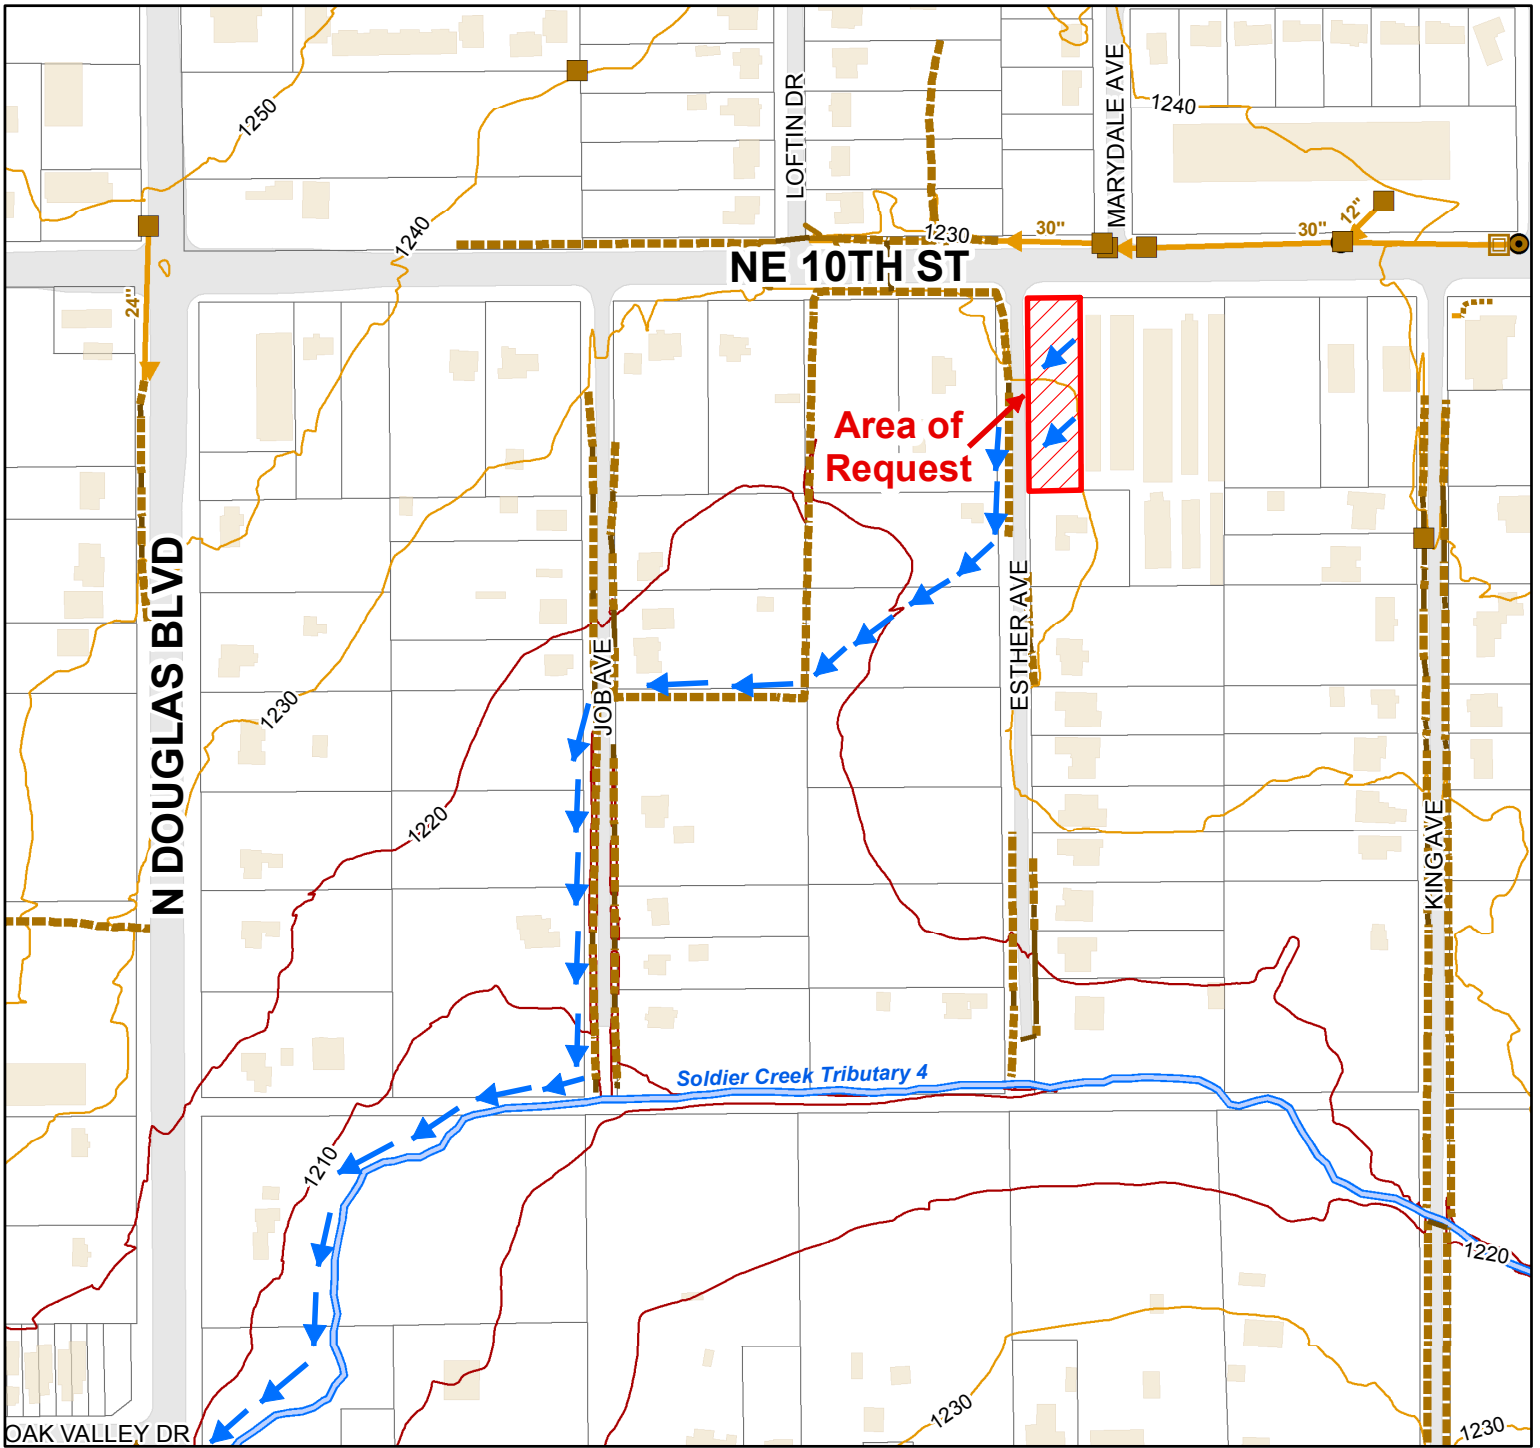 1250
LOFTIN DR
MARYDALE AVE
1240
1240
1230
30"
30"
12"
NE 10TH ST
24"
Area of
Request
N DOUGLAS BLVD
ESTHER AVE
JOB AVE
1230
1220
KING AVE
Soldier Creek Tributary 4
1210
1220
1230
1230
OAK VALLEY DR